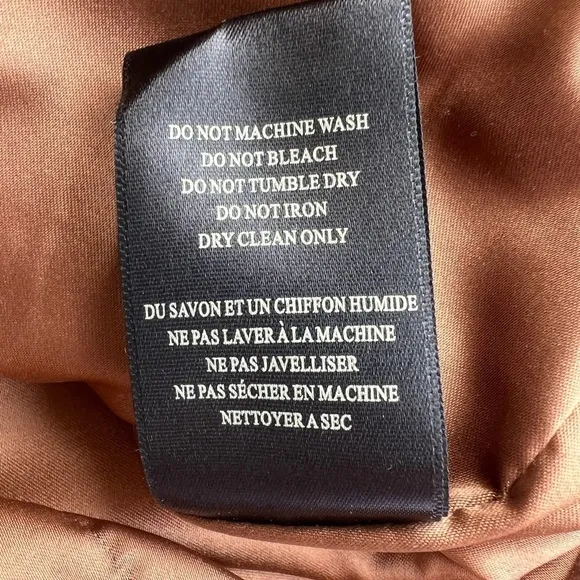 DO NOT MACHINE WASH
DO NOT BLEACH
DO NOT TUMBLE DRY
DO NOT IRON
DRY CLEAN ONLY
DU SAVON ET UN CHIFFON HUMIDE
NE PAS LAVER À LA MACHINE
NE PAS JAVELLISER
NE PAS SÉCHER EN MACHINE
NETTOYER A SEC